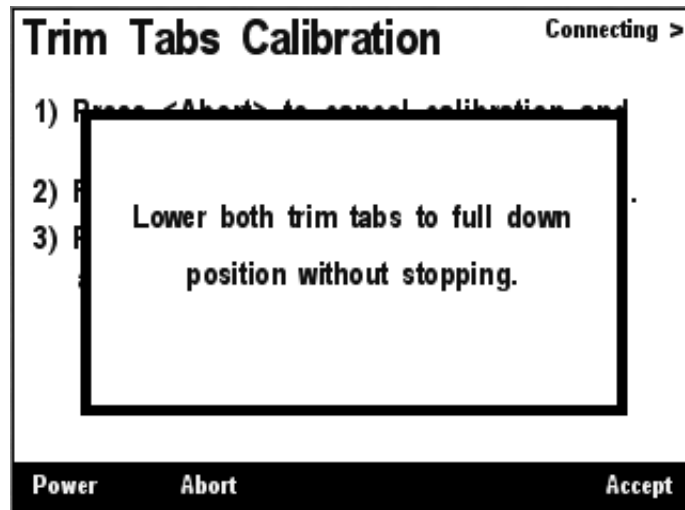 Trim Tabs Calibration
Connecting >
1)
2)
3)
Lower both trim tabs to full down
position without stopping.
Power Abort Accept